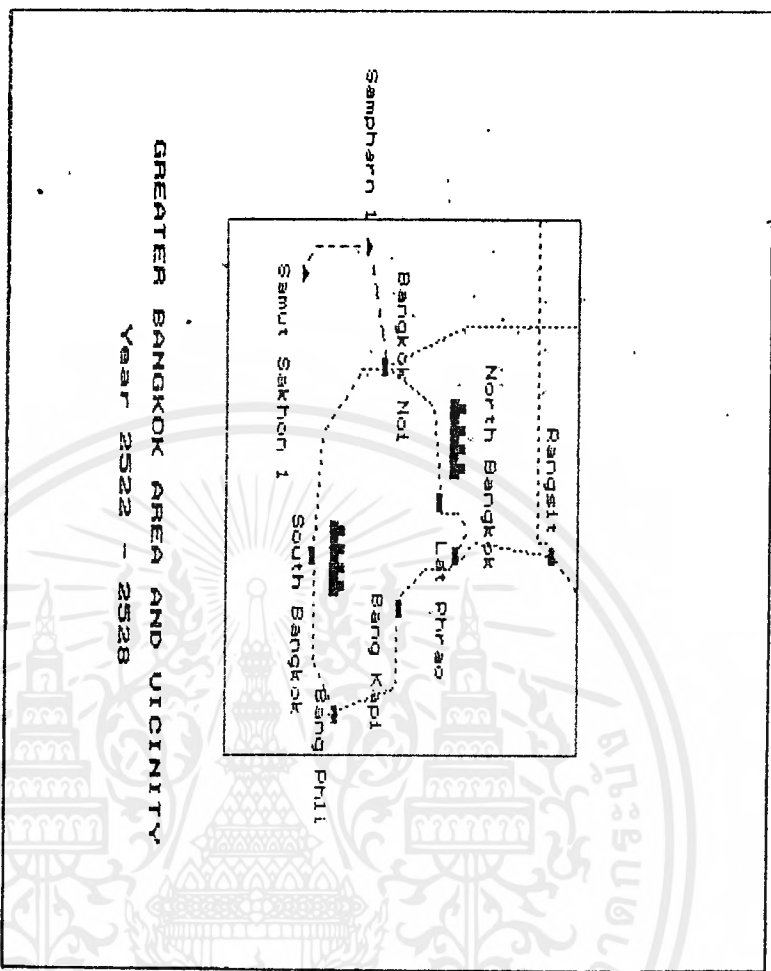 Rangsit
North Bangkok
Lat Phrao
Bangkok Noi
Sampharn 1
Bang Kapi
Bang Phli
South Bangkok
Samut Sakhon 1
GREATER BANGKOK AREA AND VICINITY
Year 2522 - 2528